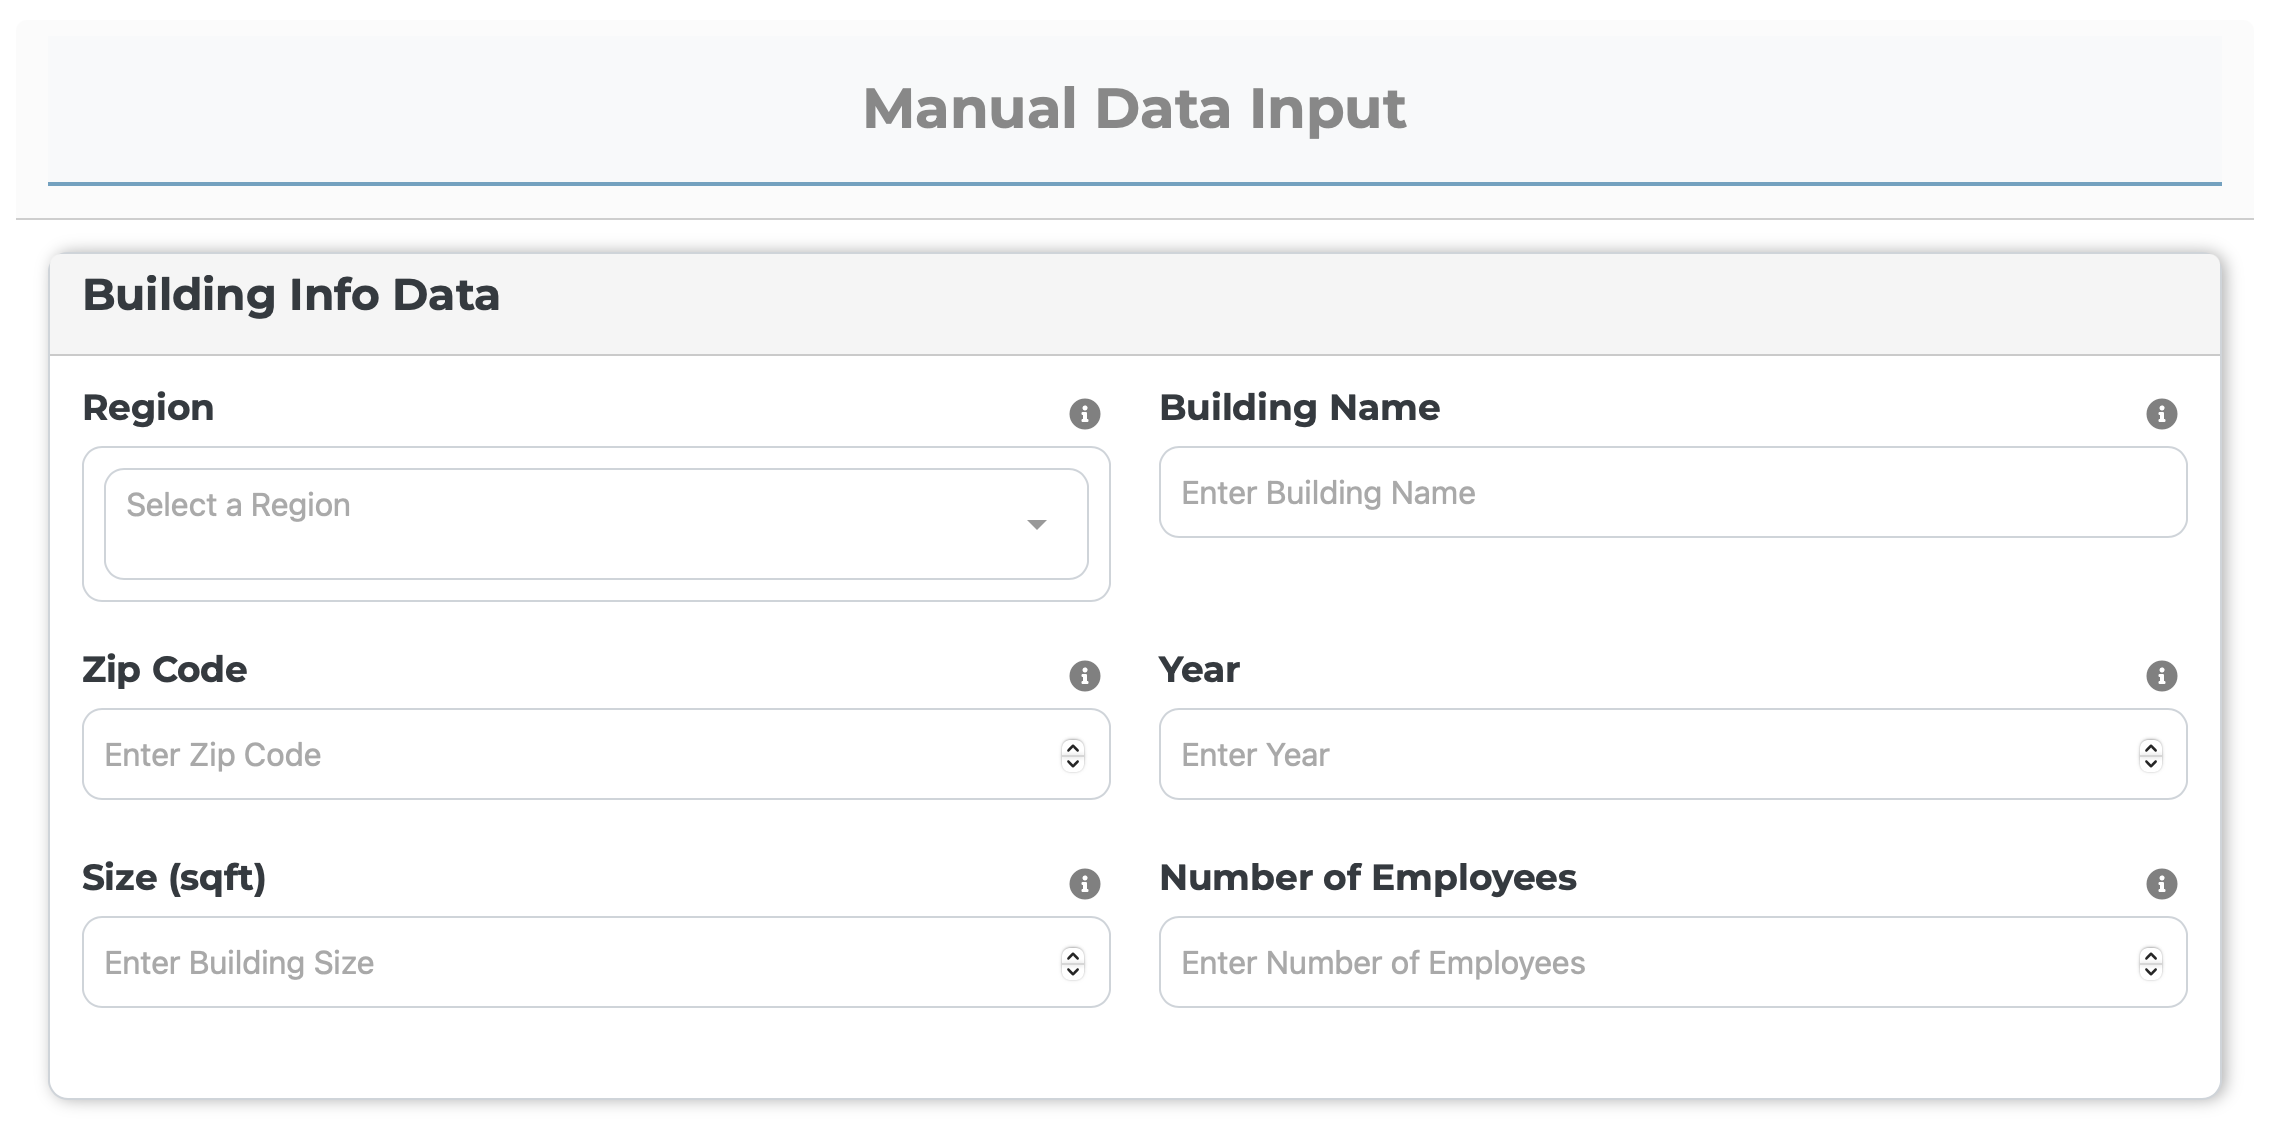 Manual Data Input
Building Info Data
Region
Building Name
Select a Region
Enter Building Name
Zip Code
Year
Enter Zip Code
Enter Year
Size (sqft)
Number of Employees
Enter Building Size
Enter Number of Employees